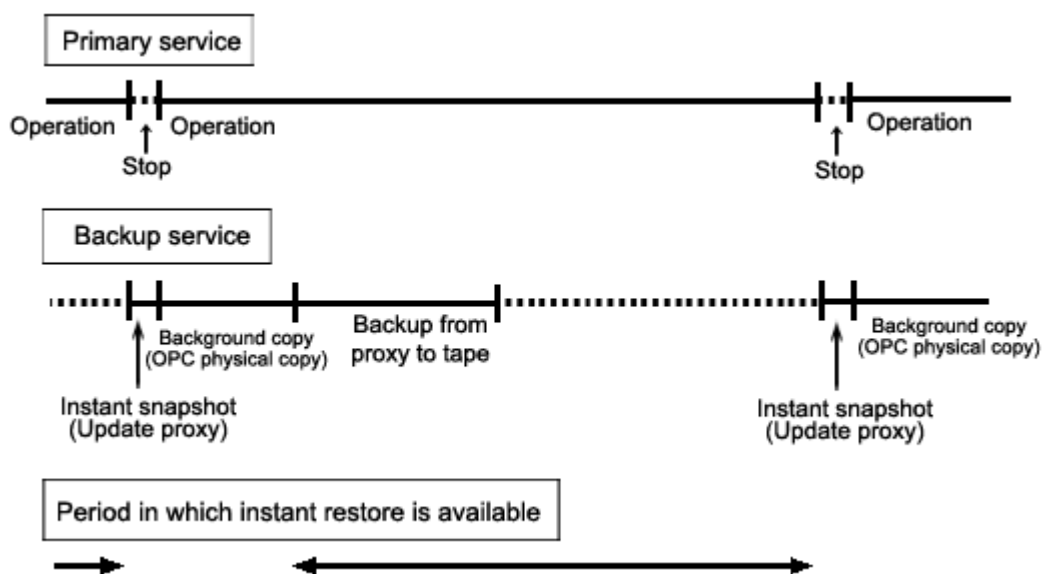 Primary service
Operation
Operation
Operation
Stop
Stop
Backup service
Background copy
(OPC physical copy)
Backup from
proxy to tape
Background copy
(OPC physical copy)
Instant snapshot
(Update proxy)
Instant snapshot
(Update proxy)
Period in which instant restore is available